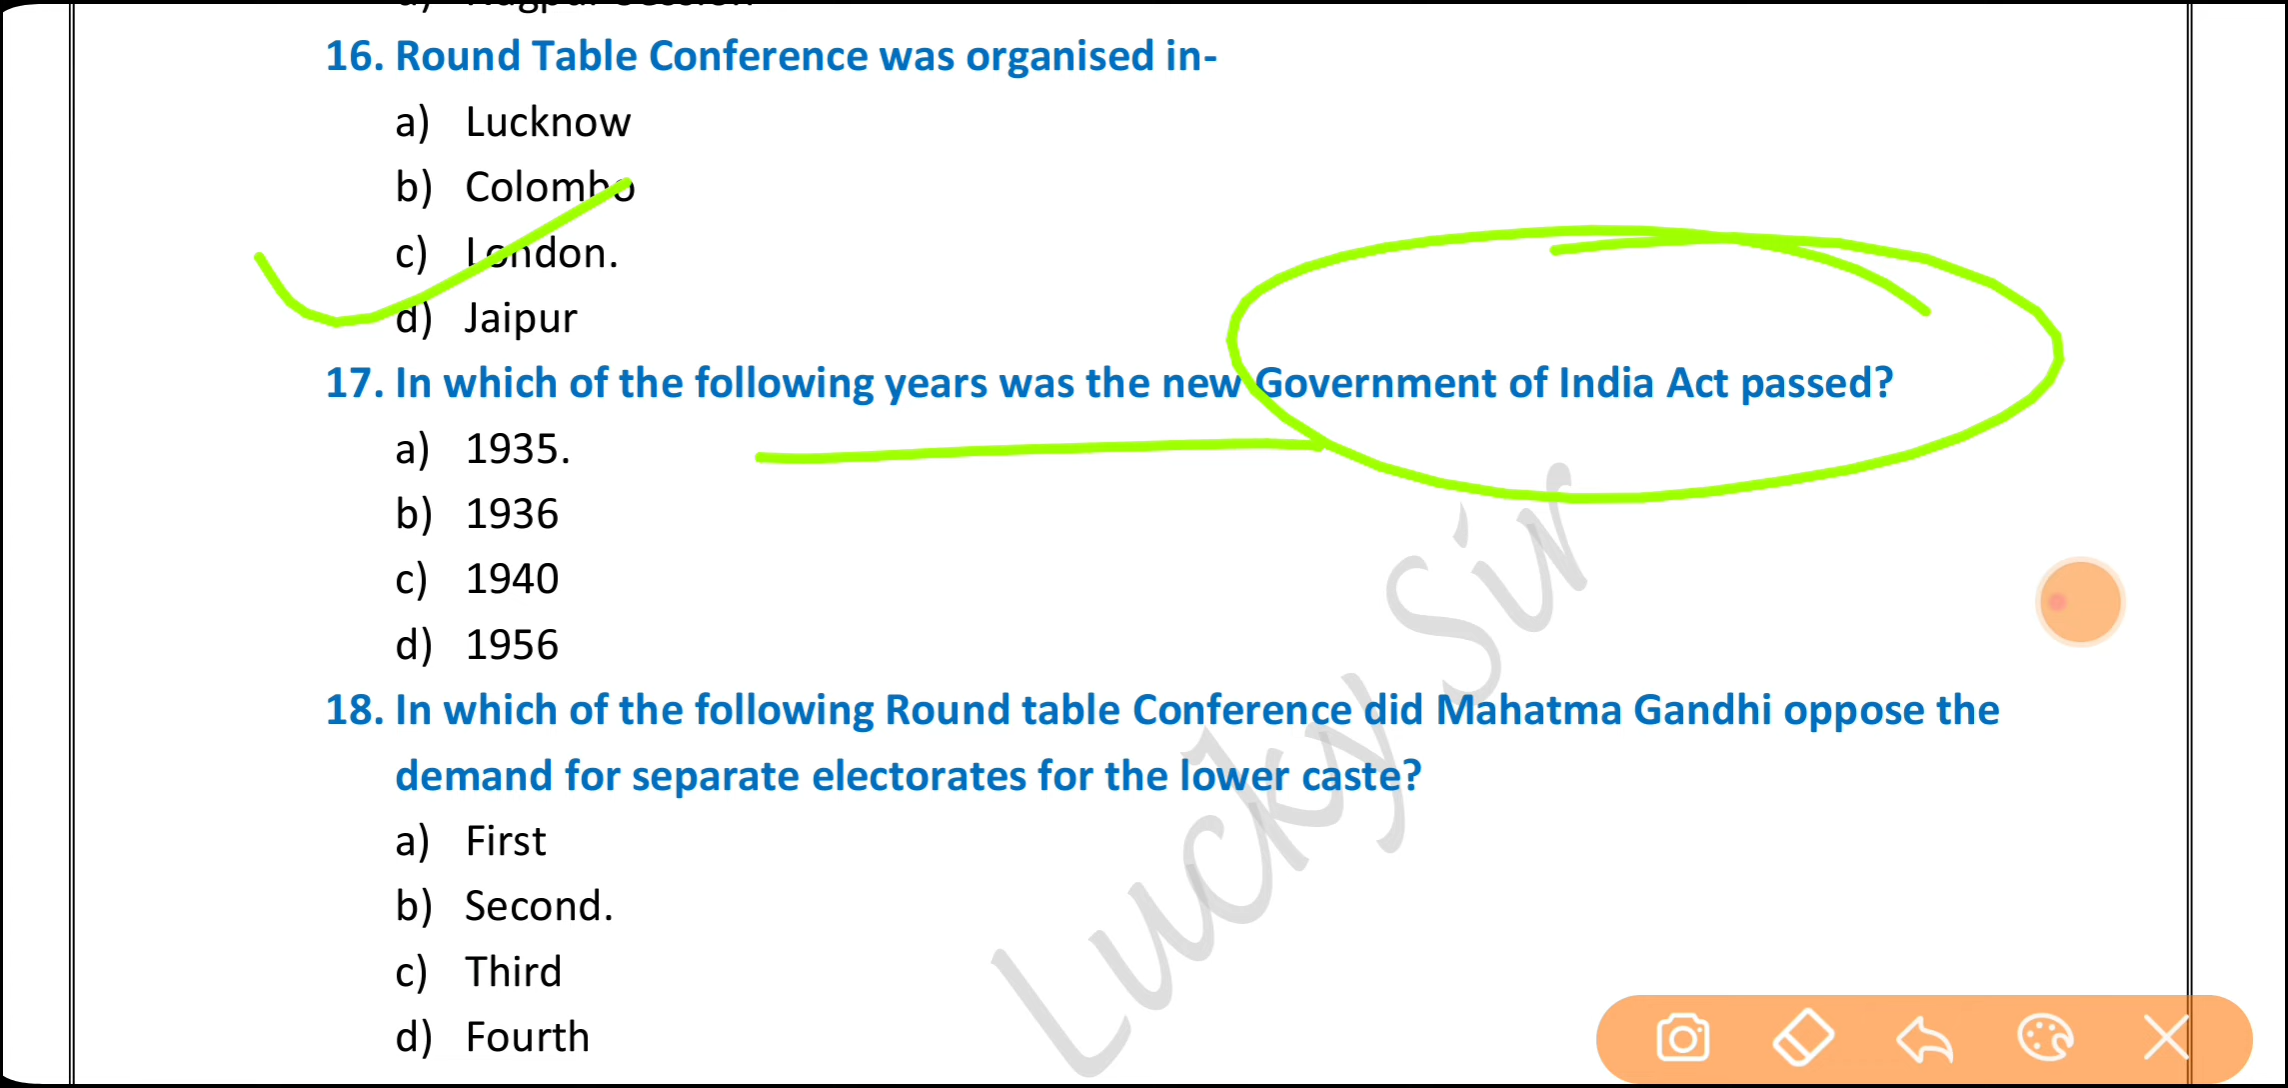 16. Round Table Conference was organised in-
a) Lucknow
b) Colombo
c) London.
d) Jaipur
17. In which of the following years was the new Government of India Act passed?
a) 1935.
b) 1936
c) 1940
d) 1956
18. In which of the following Round table Conference did Mahatma Gandhi oppose the
demand for separate electorates for the lower caste?
a) First
b) Second.
c) Third
d) Fourth
Lucky Sir